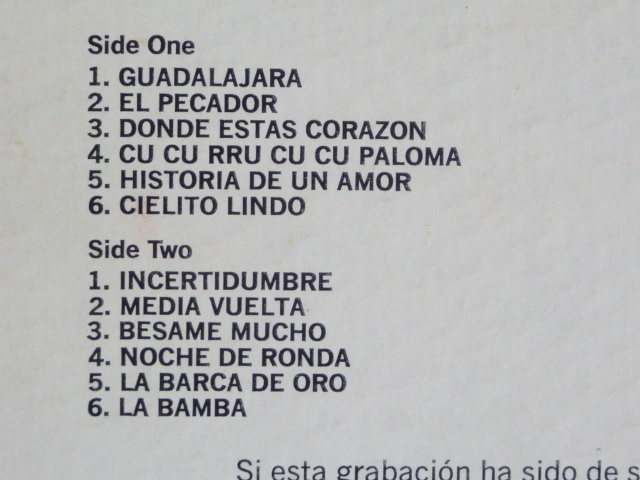 Side One
1. GUADALAJARA
2. EL PECADOR
3. DONDE ESTAS CORAZON
4. CU CU RRU CU CU PALOMA
5. HISTORIA DE UN AMOR
6. CIELITO LINDO
Side Two
1. INCERTIDUMBRE
2. MEDIA VUELTA
3. BESAME MUCHO
4. NOCHE DE RONDA
5. LA BARCA DE ORO
6. LA BAMBA
Si esta grabación ha sido de s